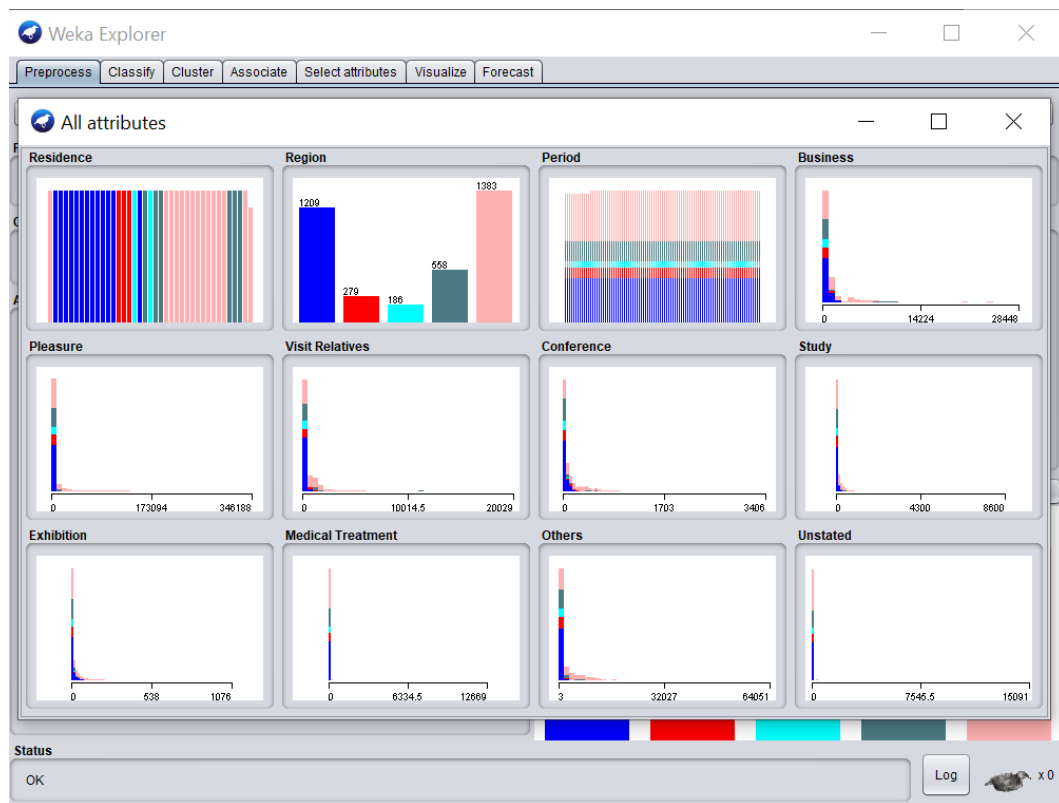 Weka Explorer
Preprocess Classify Cluster Associate Select attributes Visualize Forecast
All attributes
Residence Region Period Business
1383
1209
558
279
186
0 14224 28448
Pleasure Visit Relatives Conference Study
0 173094 346188 0 10014.5 20029 0 1703 3406 0 4300 8600
Exhibition Medical Treatment Others Unstated
0 538 1076 0 6334.5 12669 3 32027 64051 0 7545.5 15091
Status
OK Log x 0